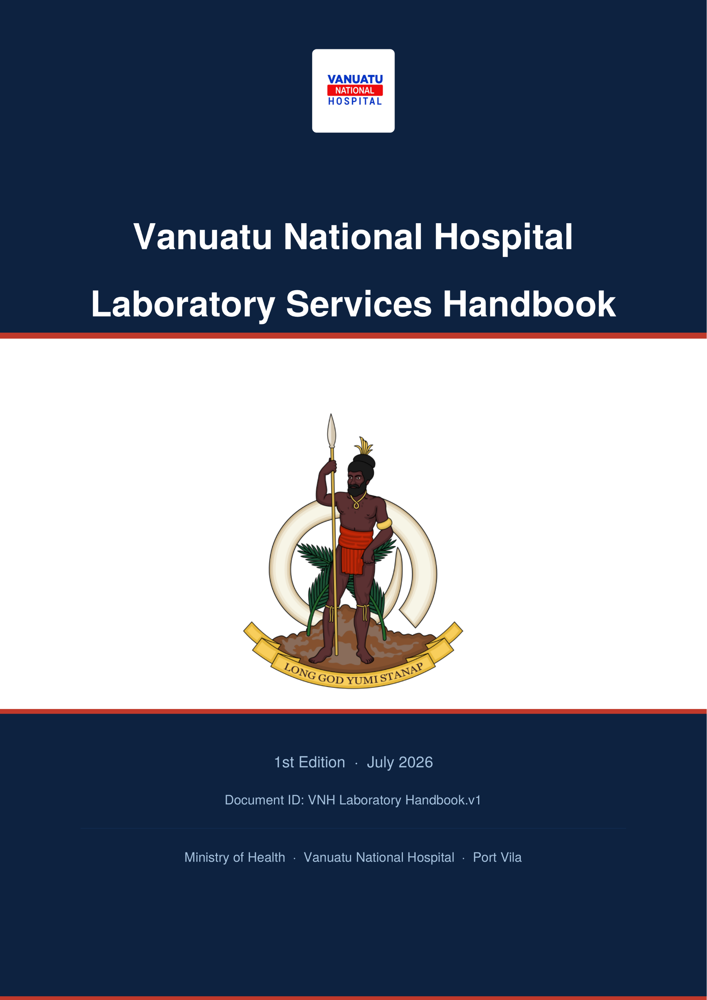 VANUATU
NATIONAL
HOSPITAL
Vanuatu National Hospital
Laboratory Services Handbook
LONG GOD YUMI STANAP
1st Edition · July 2026
Document ID: VNH Laboratory Handbook.v1
Ministry of Health · Vanuatu National Hospital · Port Vila